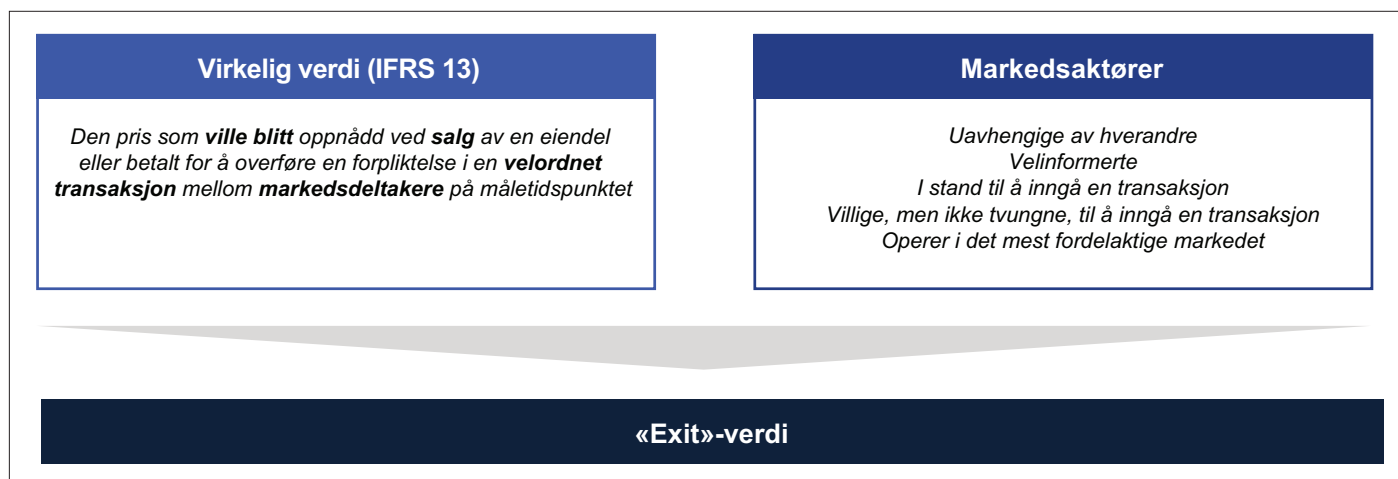 Virkelig verdi (IFRS 13)
Den pris som ville blitt oppnådd ved salg av en eiendel
eller betalt for å overføre en forpliktelse i en velordnet
transaksjon mellom markedsdeltakere på måletidspunktet
Markedsaktører
Uavhengige av hverandre
Velinformerte
I stand til å inngå en transaksjon
Villige, men ikke tvungne, til å inngå en transaksjon
Operer i det mest fordelaktige markedet
«Exit»-verdi